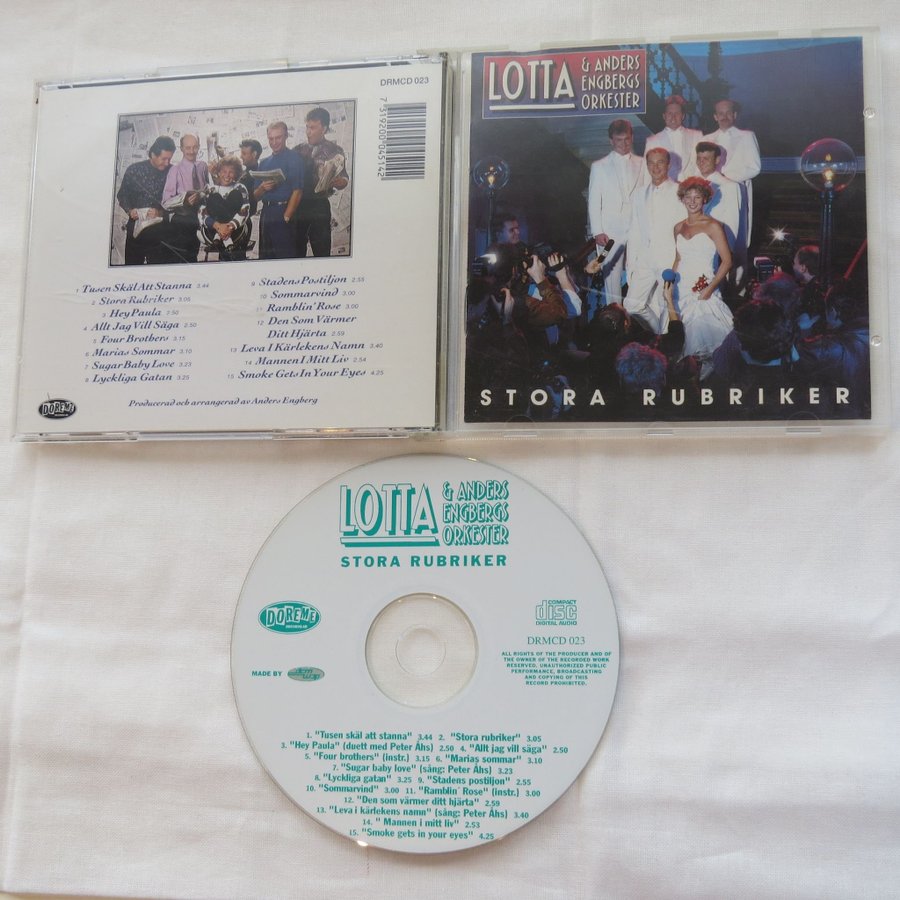 DRMCD 023
7 319200 045142
1 Tusen Skäl Att Stanna 3.44
2 Stora Rubriker 3.05
3 Hey Paula 2.50
4 Allt Jag Vill Säga 2.50
5 Four Brothers 3.15
6 Marias Sommar 3.10
7 Sugar Baby Love 3.23
8 Lyckliga Gatan 3.25
9 Stadens Postiljon 2.55
10 Sommarvind 3.00
11 Ramblin' Rose 3.00
12 Den Som Värmer
Ditt Hjärta 2.59
13 Leva I Kärlekens Namn 3.40
14 Mannen I Mitt Liv 2.54
15 Smoke Gets In Your Eyes 4.25
DOREME
Producerad och arrangerad av Anders Engberg
LOTTA
& ANDERS
ENGBERGS
ORKESTER
STORA RUBRIKER
LOTTA
& ANDERS
ENGBERGS
ORKESTER
STORA RUBRIKER
DOREME
COMPACT
disc
DIGITAL AUDIO
DRMCD 023
ALL RIGHTS OF THE PRODUCER AND OF
THE OWNER OF THE RECORDED WORK
RESERVED. UNAUTHORIZED PUBLIC
PERFORMANCE, BROADCASTING
AND COPYING OF THIS
RECORD PROHIBITED.
MADE BY
1. "Tusen skäl att stanna" 3.44 2. "Stora rubriker" 3.05
3. "Hey Paula" (duett med Peter Åhs) 2.50 4. "Allt jag vill säga" 2.50
5. "Four brothers" (instr.) 3.15 6. "Marias sommar" 3.10
7. "Sugar baby love" (sång: Peter Åhs) 3.23
8. "Lyckliga gatan" 3.25 9. "Stadens postiljon" 2.55
10. "Sommarvind" 3.00 11. "Ramblin´ Rose" (instr.) 3.00
12. "Den som värmer ditt hjärta" 2.59
13. "Leva i kärlekens namn" (sång: Peter Åhs) 3.40
14. " Mannen i mitt liv" 2.53
15. "Smoke gets in your eyes" 4.25